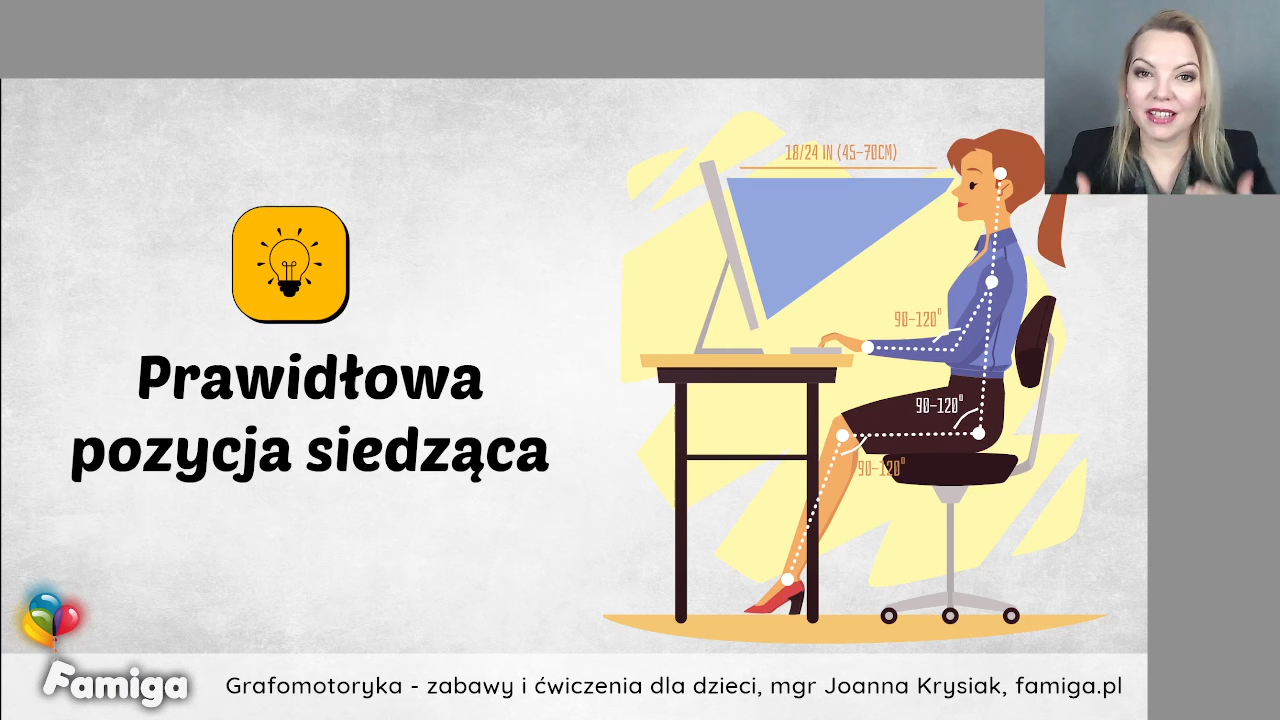 18/24 IN (45-70CM)
90-120°
90-120°
90-120°
Prawidłowa
pozycja siedząca
Famiga
Grafomotoryka - zabawy i ćwiczenia dla dzieci, mgr Joanna Krysiak, famiga.pl